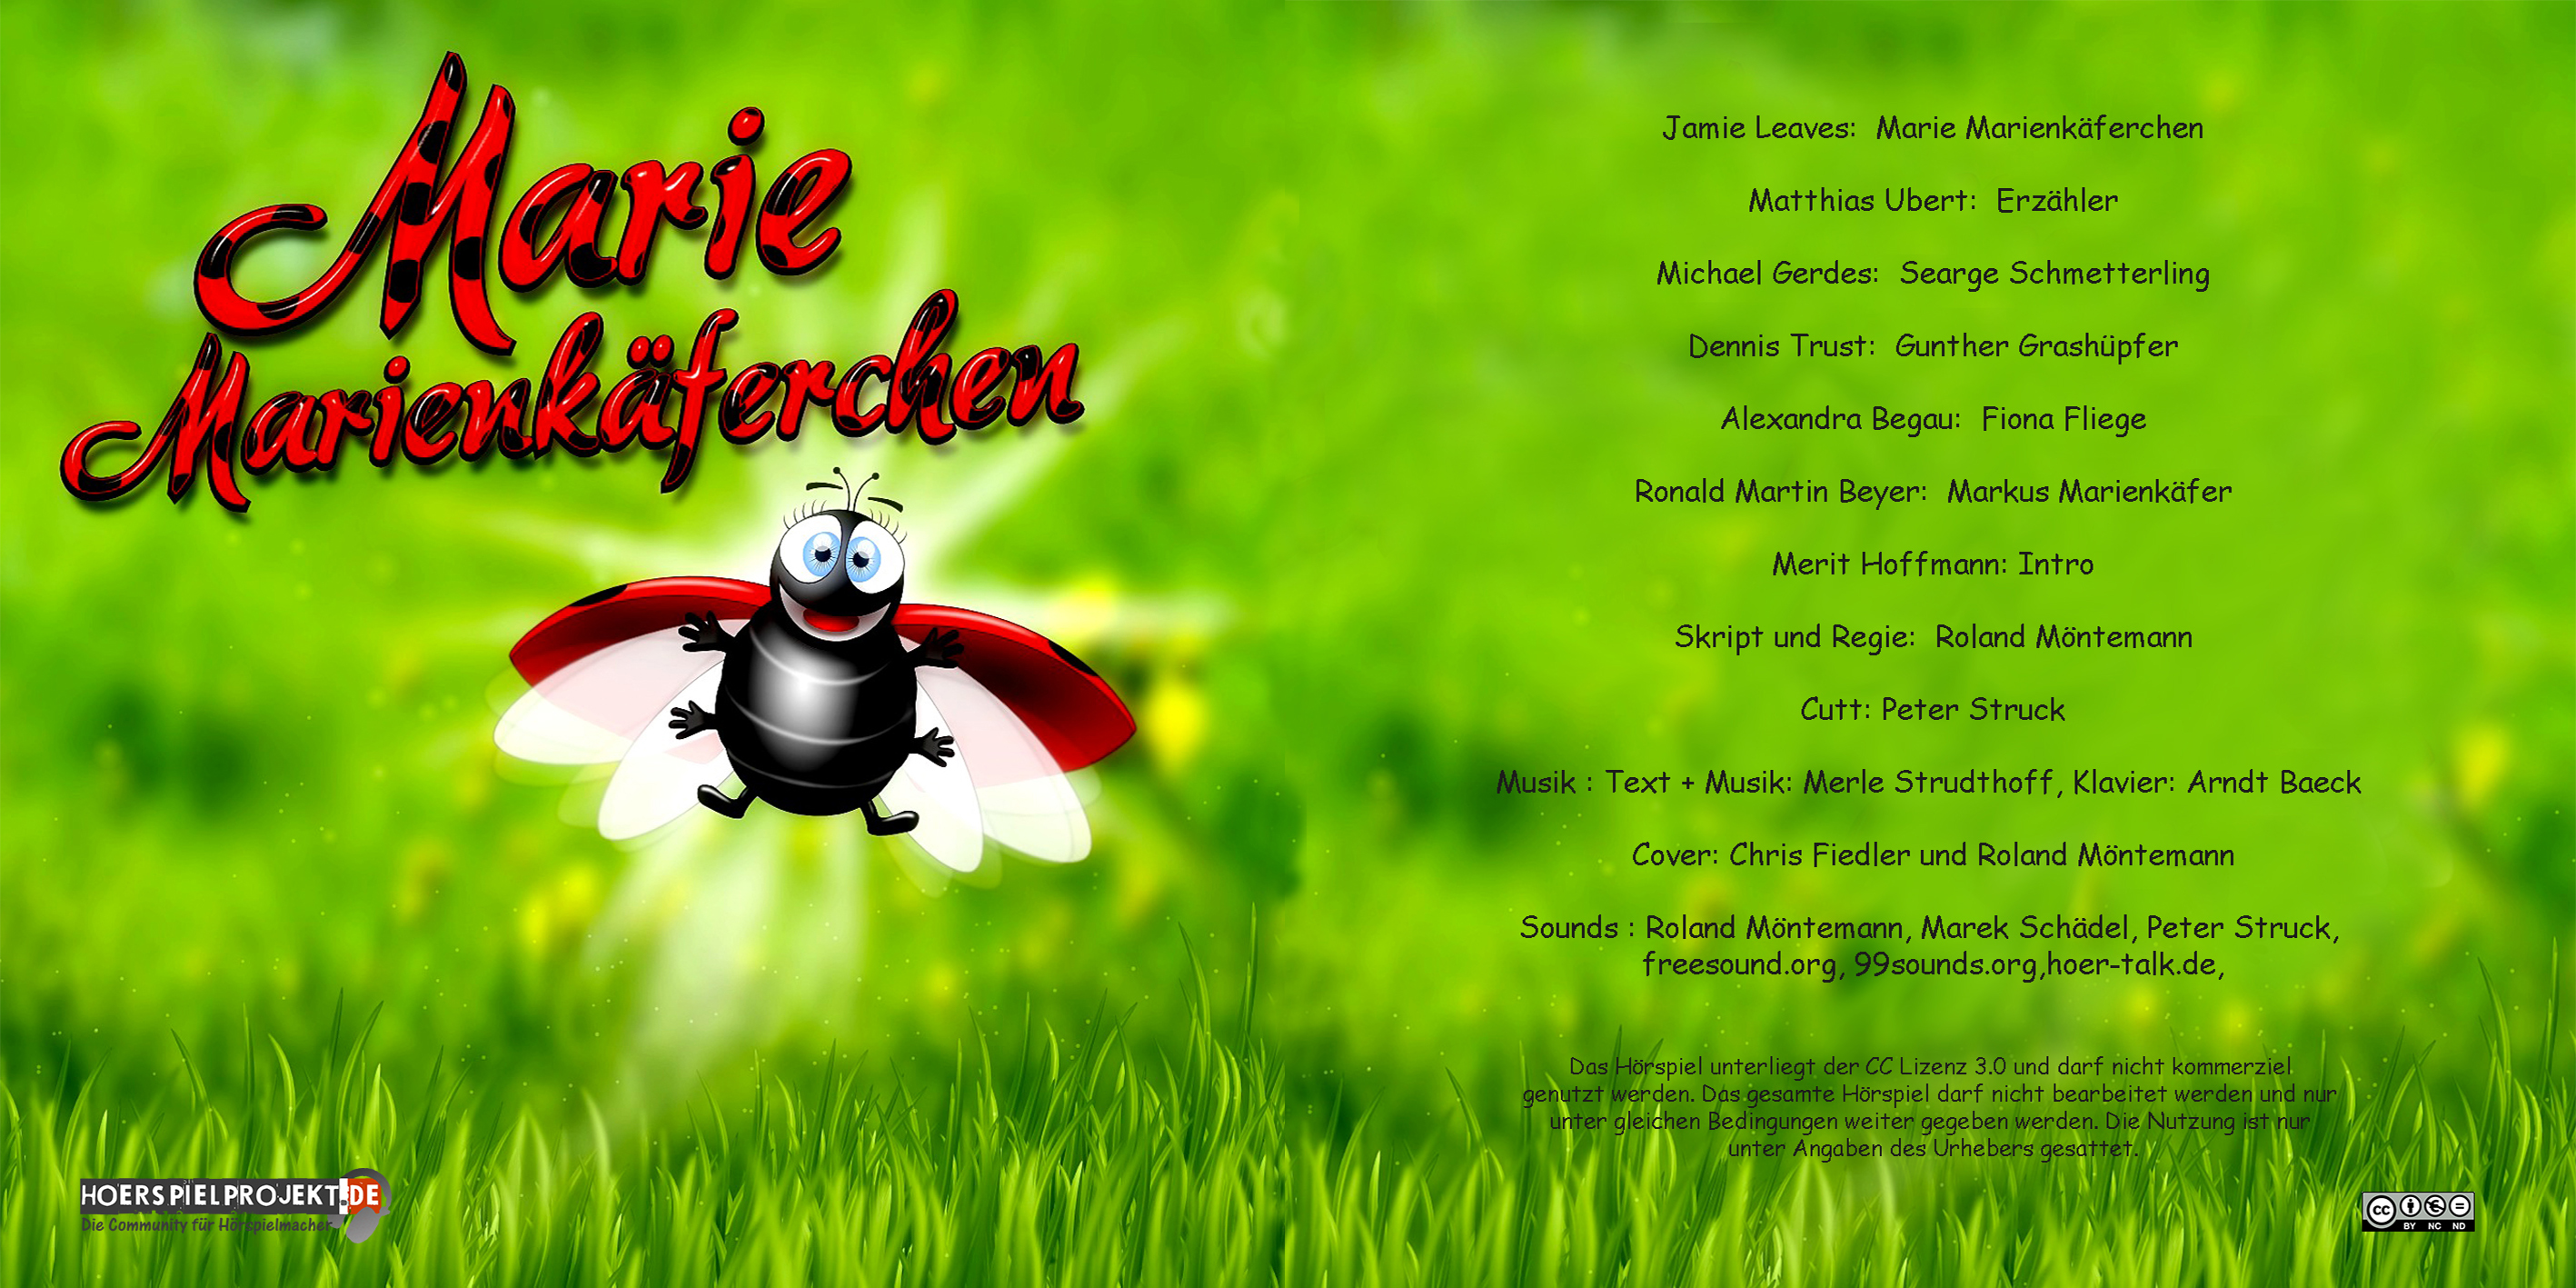 Marie
Marienkäferchen
HOERSPIELPROJEKT.DE
Die Community für Hörspielmacher
Jamie Leaves:  Marie Marienkäferchen
Matthias Ubert:  Erzähler
Michael Gerdes:  Searge Schmetterling
Dennis Trust:  Gunther Grashüpfer
Alexandra Begau:  Fiona Fliege
Ronald Martin Beyer:  Markus Marienkäfer
Merit Hoffmann: Intro
Skript und Regie:  Roland Möntemann
Cutt: Peter Struck
Musik : Text + Musik: Merle Strudthoff, Klavier: Arndt Baeck
Cover: Chris Fiedler und Roland Möntemann
Sounds : Roland Möntemann, Marek Schädel, Peter Struck,
freesound.org, 99sounds.org,hoer-talk.de,
Das Hörspiel unterliegt der CC Lizenz 3.0 und darf nicht kommerziel
genutzt werden. Das gesamte Hörspiel darf nicht bearbeitet werden und nur
unter gleichen Bedingungen weiter gegeben werden. Die Nutzung ist nur
unter Angaben des Urhebers gesattet.
cc
BY NC ND